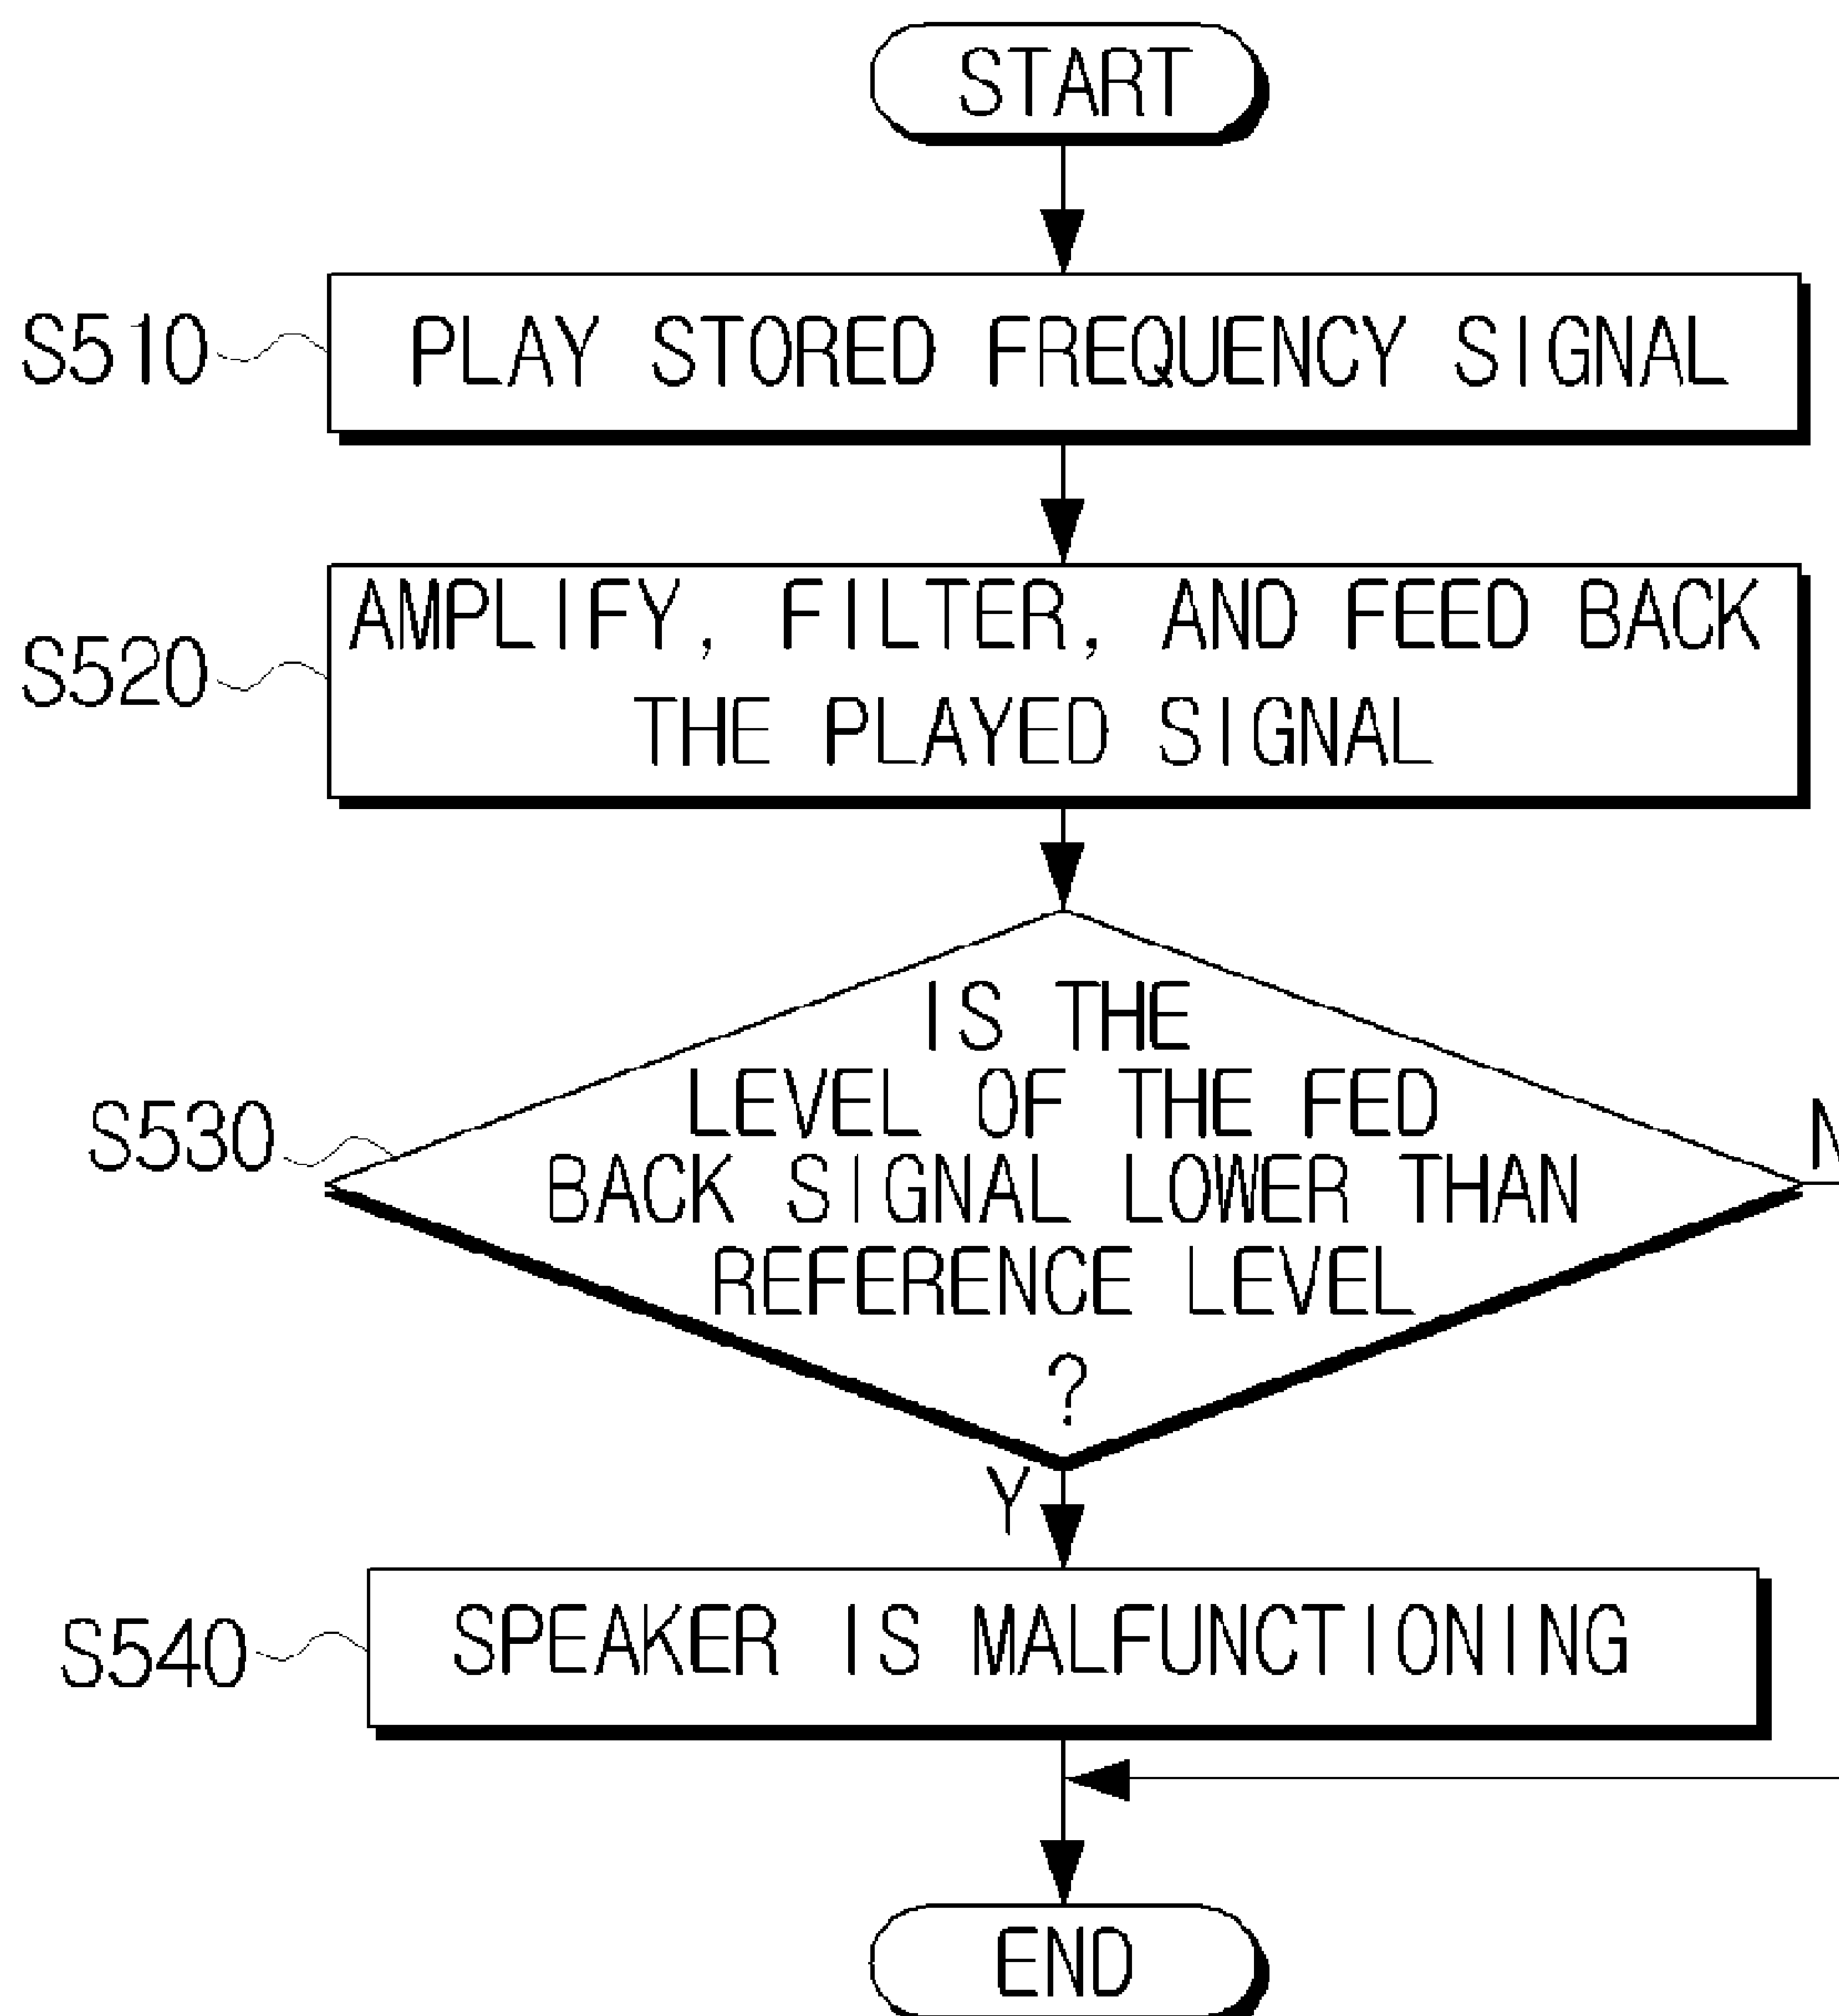 START
S510
PLAY STORED FREQUENCY SIGNAL
S520
AMPLIFY, FILTER, AND FEED BACK
THE PLAYED SIGNAL
S530
IS THE
LEVEL OF THE FED
BACK SIGNAL LOWER THAN
REFERENCE LEVEL
?
N
Y
S540
SPEAKER IS MALFUNCTIONING
END